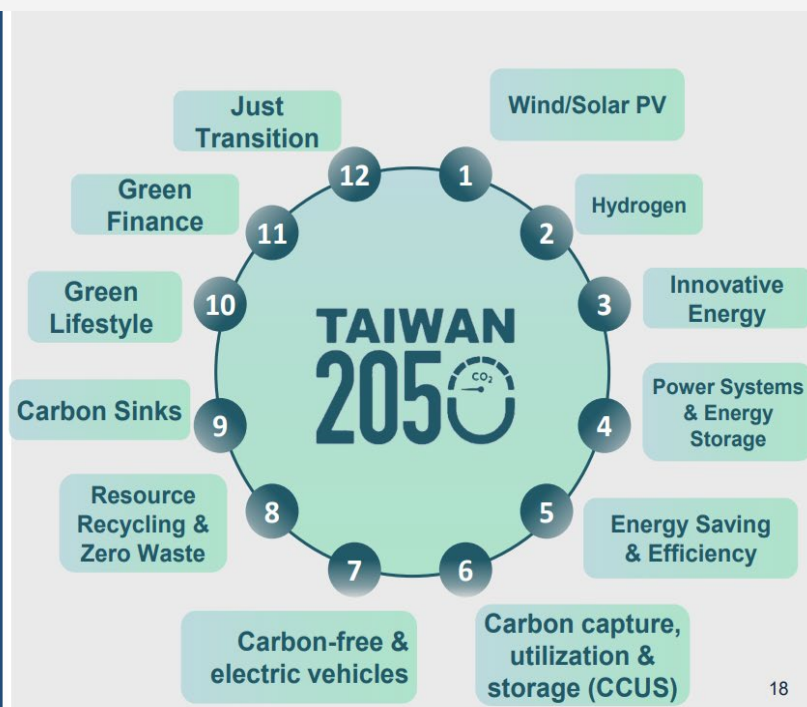 Just
Transition
12
Wind/Solar PV
1
Green
Finance
11
Hydrogen
2
Green
Lifestyle
10
Innovative
Energy
3
TAIWAN
2050
CO2
Carbon Sinks
9
Power Systems
& Energy
Storage
4
Resource
Recycling &
Zero Waste
8
Energy Saving
& Efficiency
5
Carbon-free &
electric vehicles
7
Carbon capture,
utilization &
storage (CCUS)
6
18